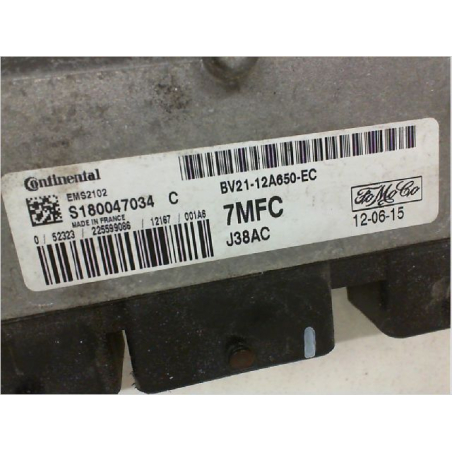 Continental
EMS2102
S180047034 C
MADE IN FRANCE
0 / 52323 / 225599086 / 12167 / 001A6
BV21-12A650-EC
7MFC
J38AC
FoMoCo
12-06-15